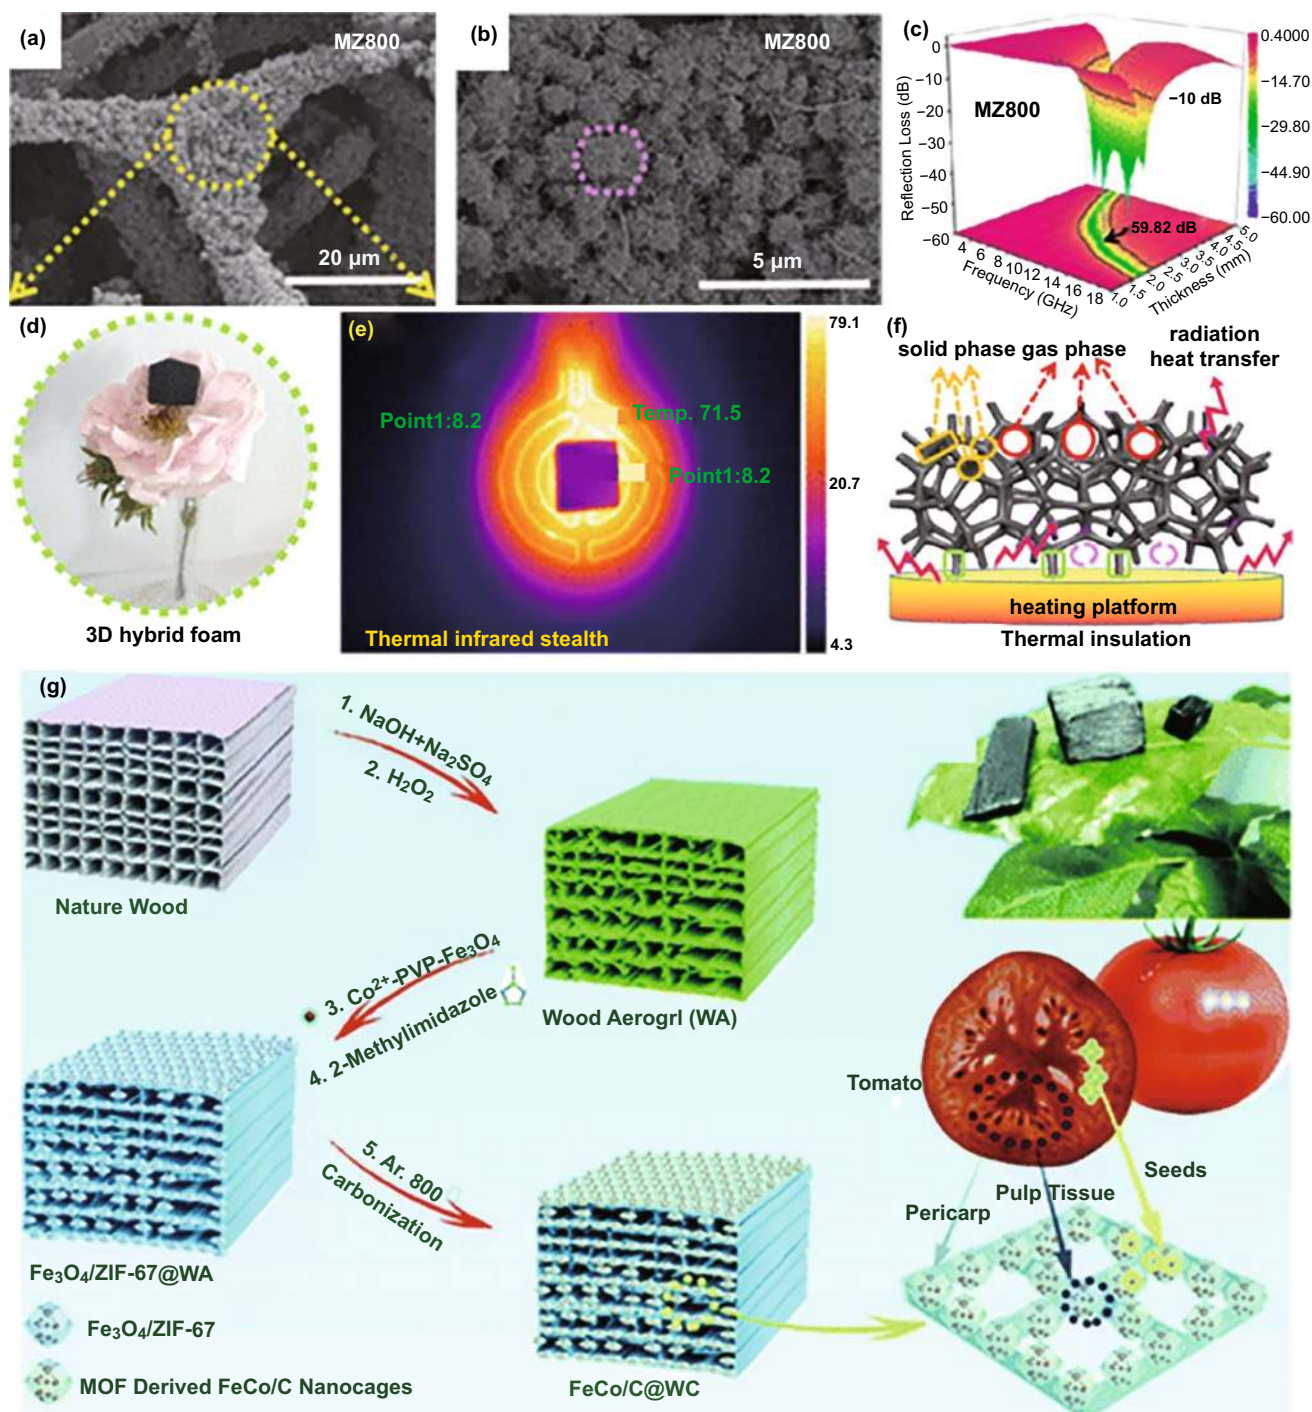 (a)
MZ800
20 μm
(b)
MZ800
5 μm
(c)
MZ800
−10 dB
59.82 dB
Reflection Loss (dB)
0
−10
−20
−30
−40
−50
−60
4 6 8 10 12 14 16 18
Frequency (GHz)
1.0 1.5 2.0 2.5 3.0 3.5 4.0 4.5 5.0
Thickness (mm)
0.4000
−14.70
−29.80
−44.90
−60.00
(d)
3D hybrid foam
(e)
Point1:8.2
Temp. 71.5
Point1:8.2
Thermal infrared stealth
79.1
20.7
4.3
(f)
solid phase gas phase
radiation
heat transfer
heating platform
Thermal insulation
(g)
Nature Wood
1. NaOH+Na₂SO₄
2. H₂O₂
Wood Aerogrl (WA)
3. Co²⁺-PVP-Fe₃O₄
4. 2-Methylimidazole
Fe₃O₄/ZIF-67@WA
5. Ar. 800
Carbonization
FeCo/C@WC
Fe₃O₄/ZIF-67
MOF Derived FeCo/C Nanocages
Tomato
Pericarp
Pulp Tissue
Seeds